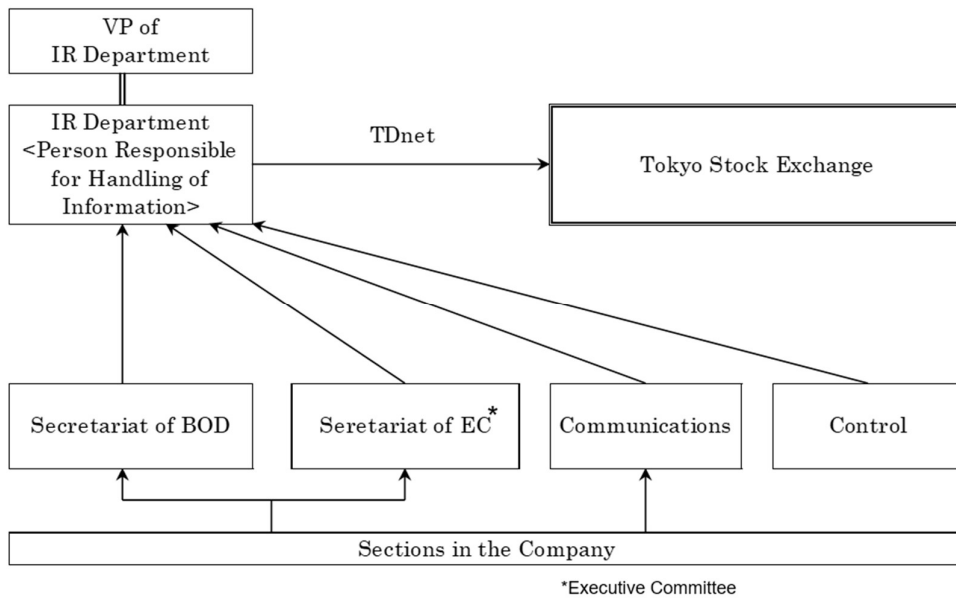 VP of
IR Department
IR Department
<Person Responsible
for Handling of
Information>
TDnet
Tokyo Stock Exchange
Secretariat of BOD
Seretariat of EC*
Communications
Control
Sections in the Company
*Executive Committee